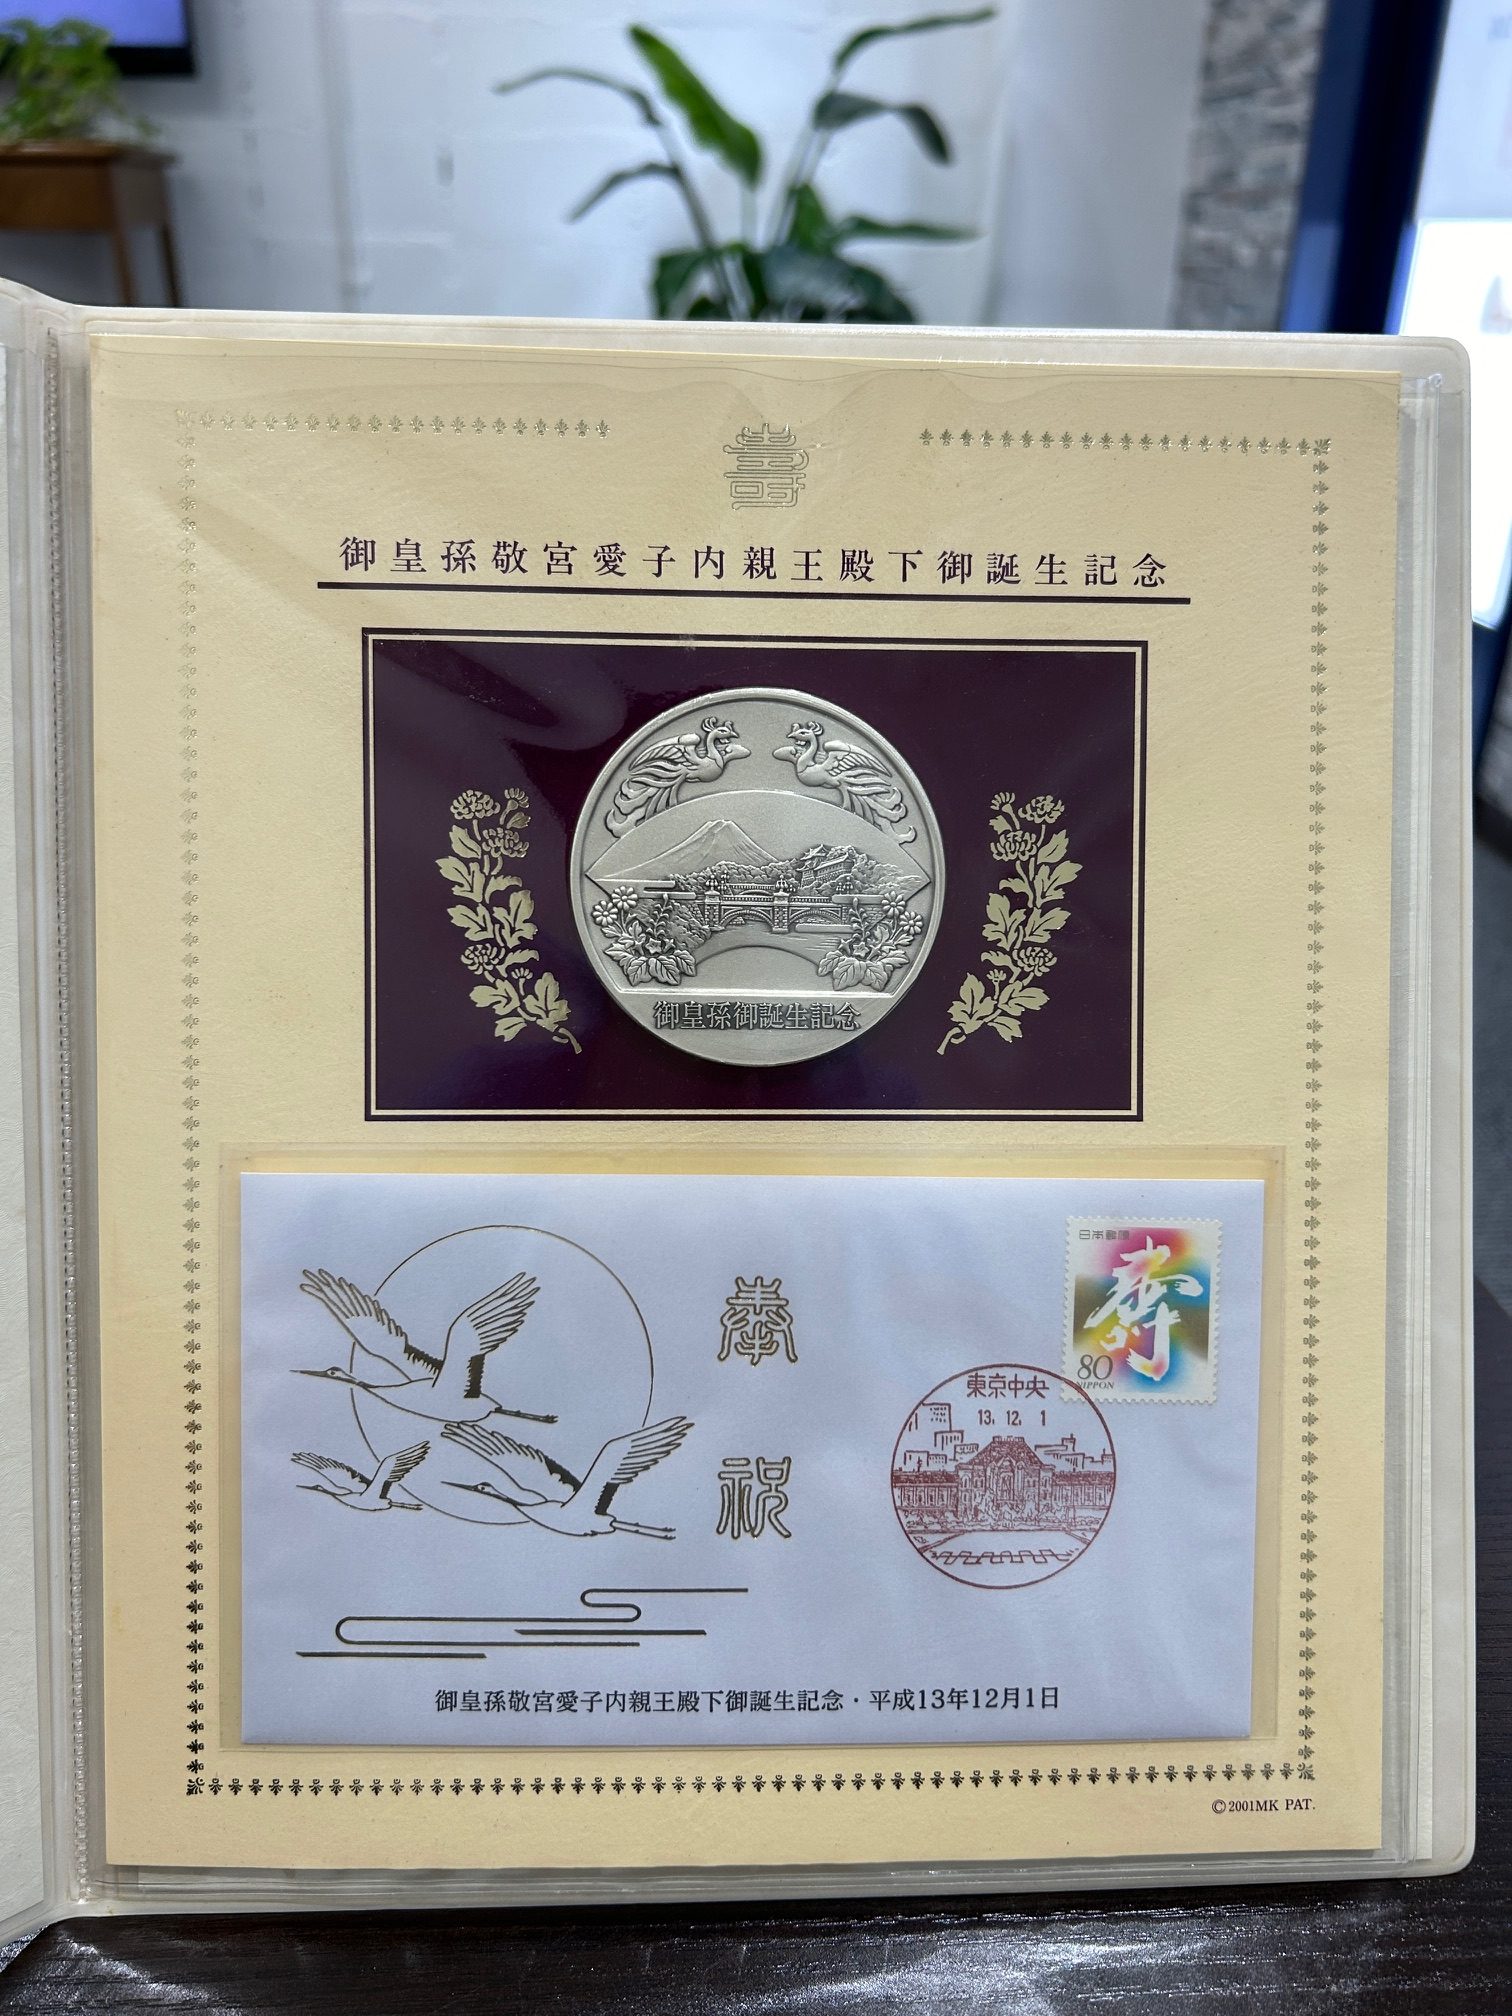 壽
御皇孫敬宮愛子内親王殿下御誕生記念
御皇孫御誕生記念
奉祝
日本郵便
壽
80
NIPPON
東京中央
13. 12. 1
御皇孫敬宮愛子内親王殿下御誕生記念・平成13年12月1日
©2001MK PAT.